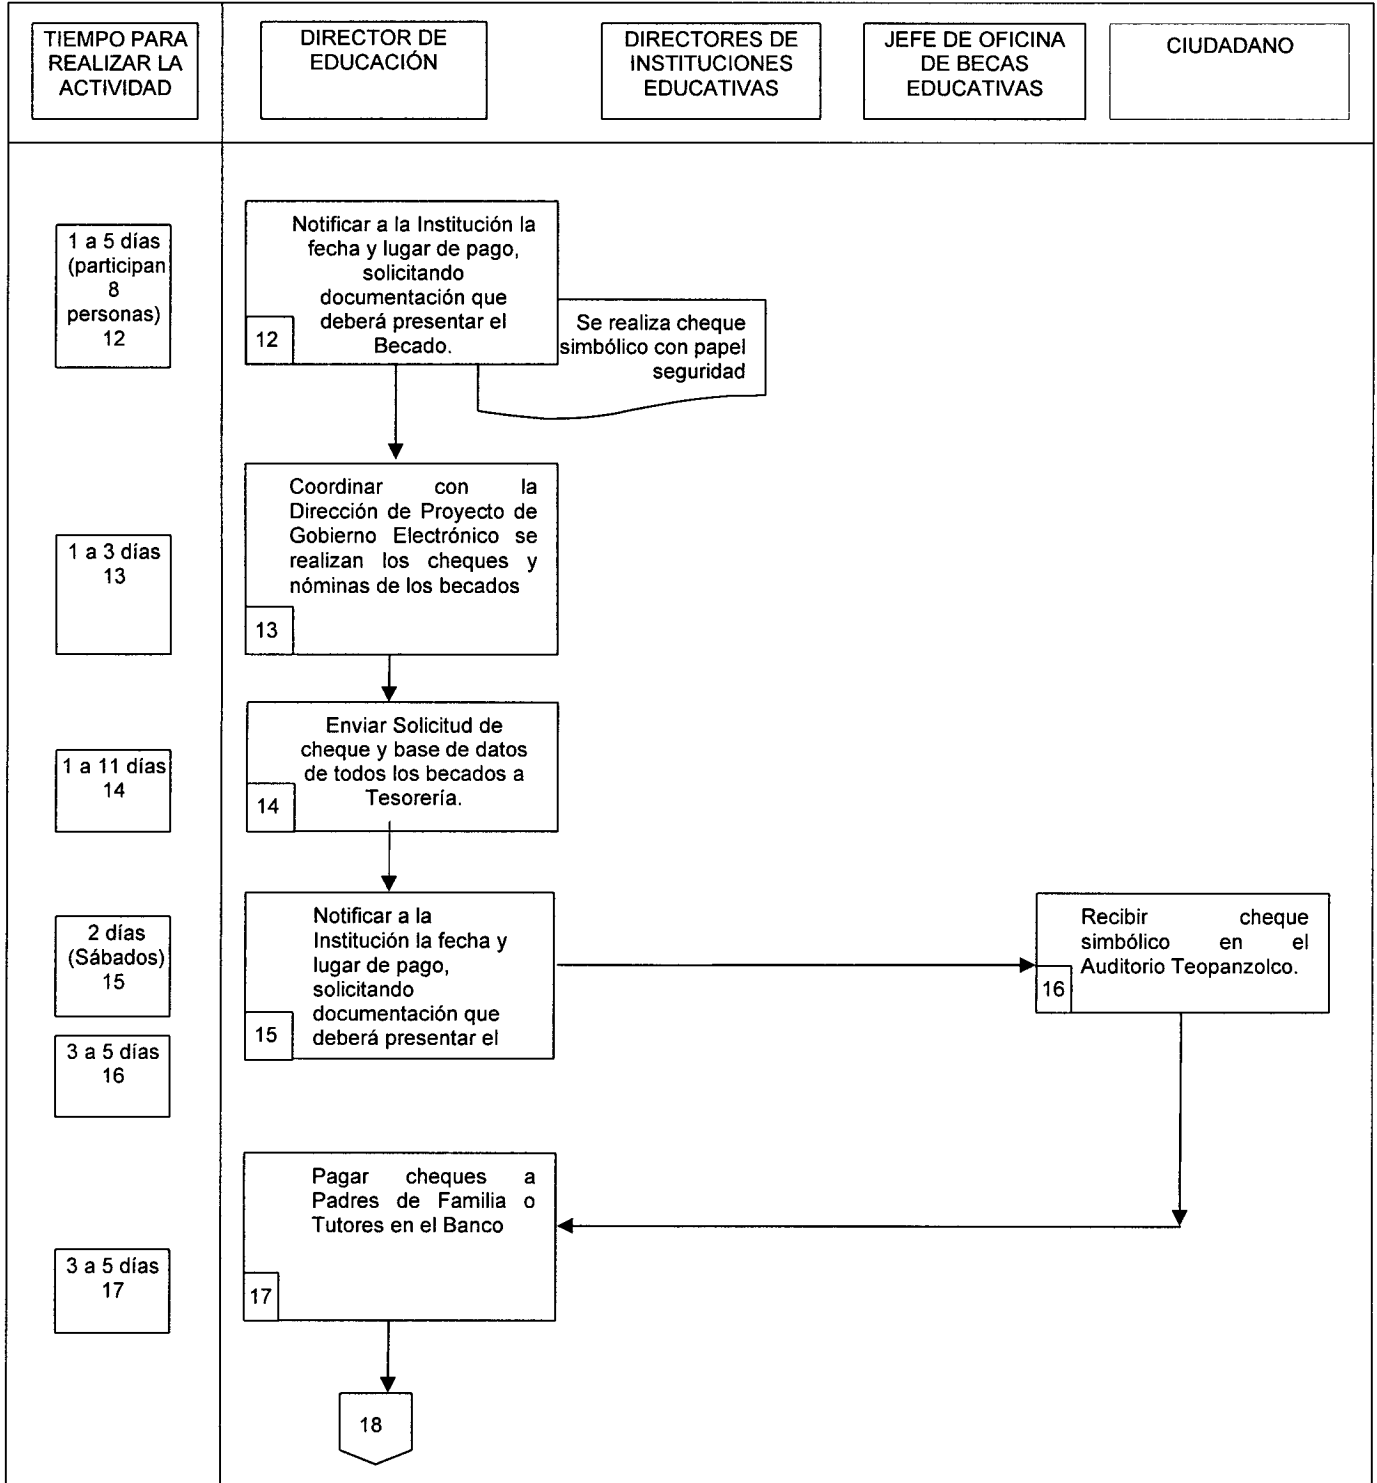 TIEMPO PARA
REALIZAR LA
ACTIVIDAD
DIRECTOR DE
EDUCACIÓN
DIRECTORES DE
INSTITUCIONES
EDUCATIVAS
JEFE DE OFICINA
DE BECAS
EDUCATIVAS
CIUDADANO
1 a 5 días
(participan
8
personas)
12
Notificar a la Institución la
fecha y lugar de pago,
solicitando
documentación que
deberá presentar el
Becado.
12
Se realiza cheque
simbólico con papel
seguridad
1 a 3 días
13
Coordinar con la
Dirección de Proyecto de
Gobierno Electrónico se
realizan los cheques y
nóminas de los becados
13
1 a 11 días
14
Enviar Solicitud de
cheque y base de datos
de todos los becados a
Tesorería.
14
2 días
(Sábados)
15
Notificar a la
Institución la fecha y
lugar de pago,
solicitando
documentación que
deberá presentar el
15
Recibir cheque
simbólico en el
Auditorio Teopanzolco.
16
3 a 5 días
16
Pagar cheques a
Padres de Familia o
Tutores en el Banco
17
3 a 5 días
17
18